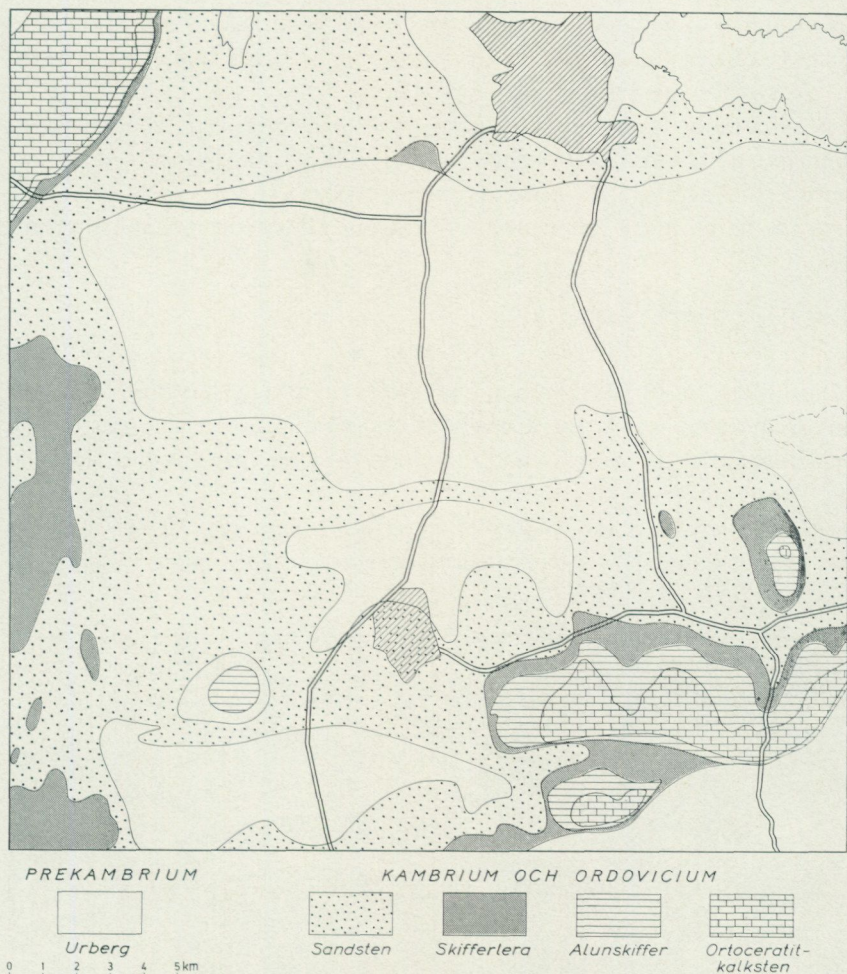 PREKAMBRIUM
KAMBRIUM OCH ORDOVICIUM
Urberg
Sandsten
Skifferlera
Alunskiffer
Ortoceratit-
kalksten
0 1 2 3 4 5 km